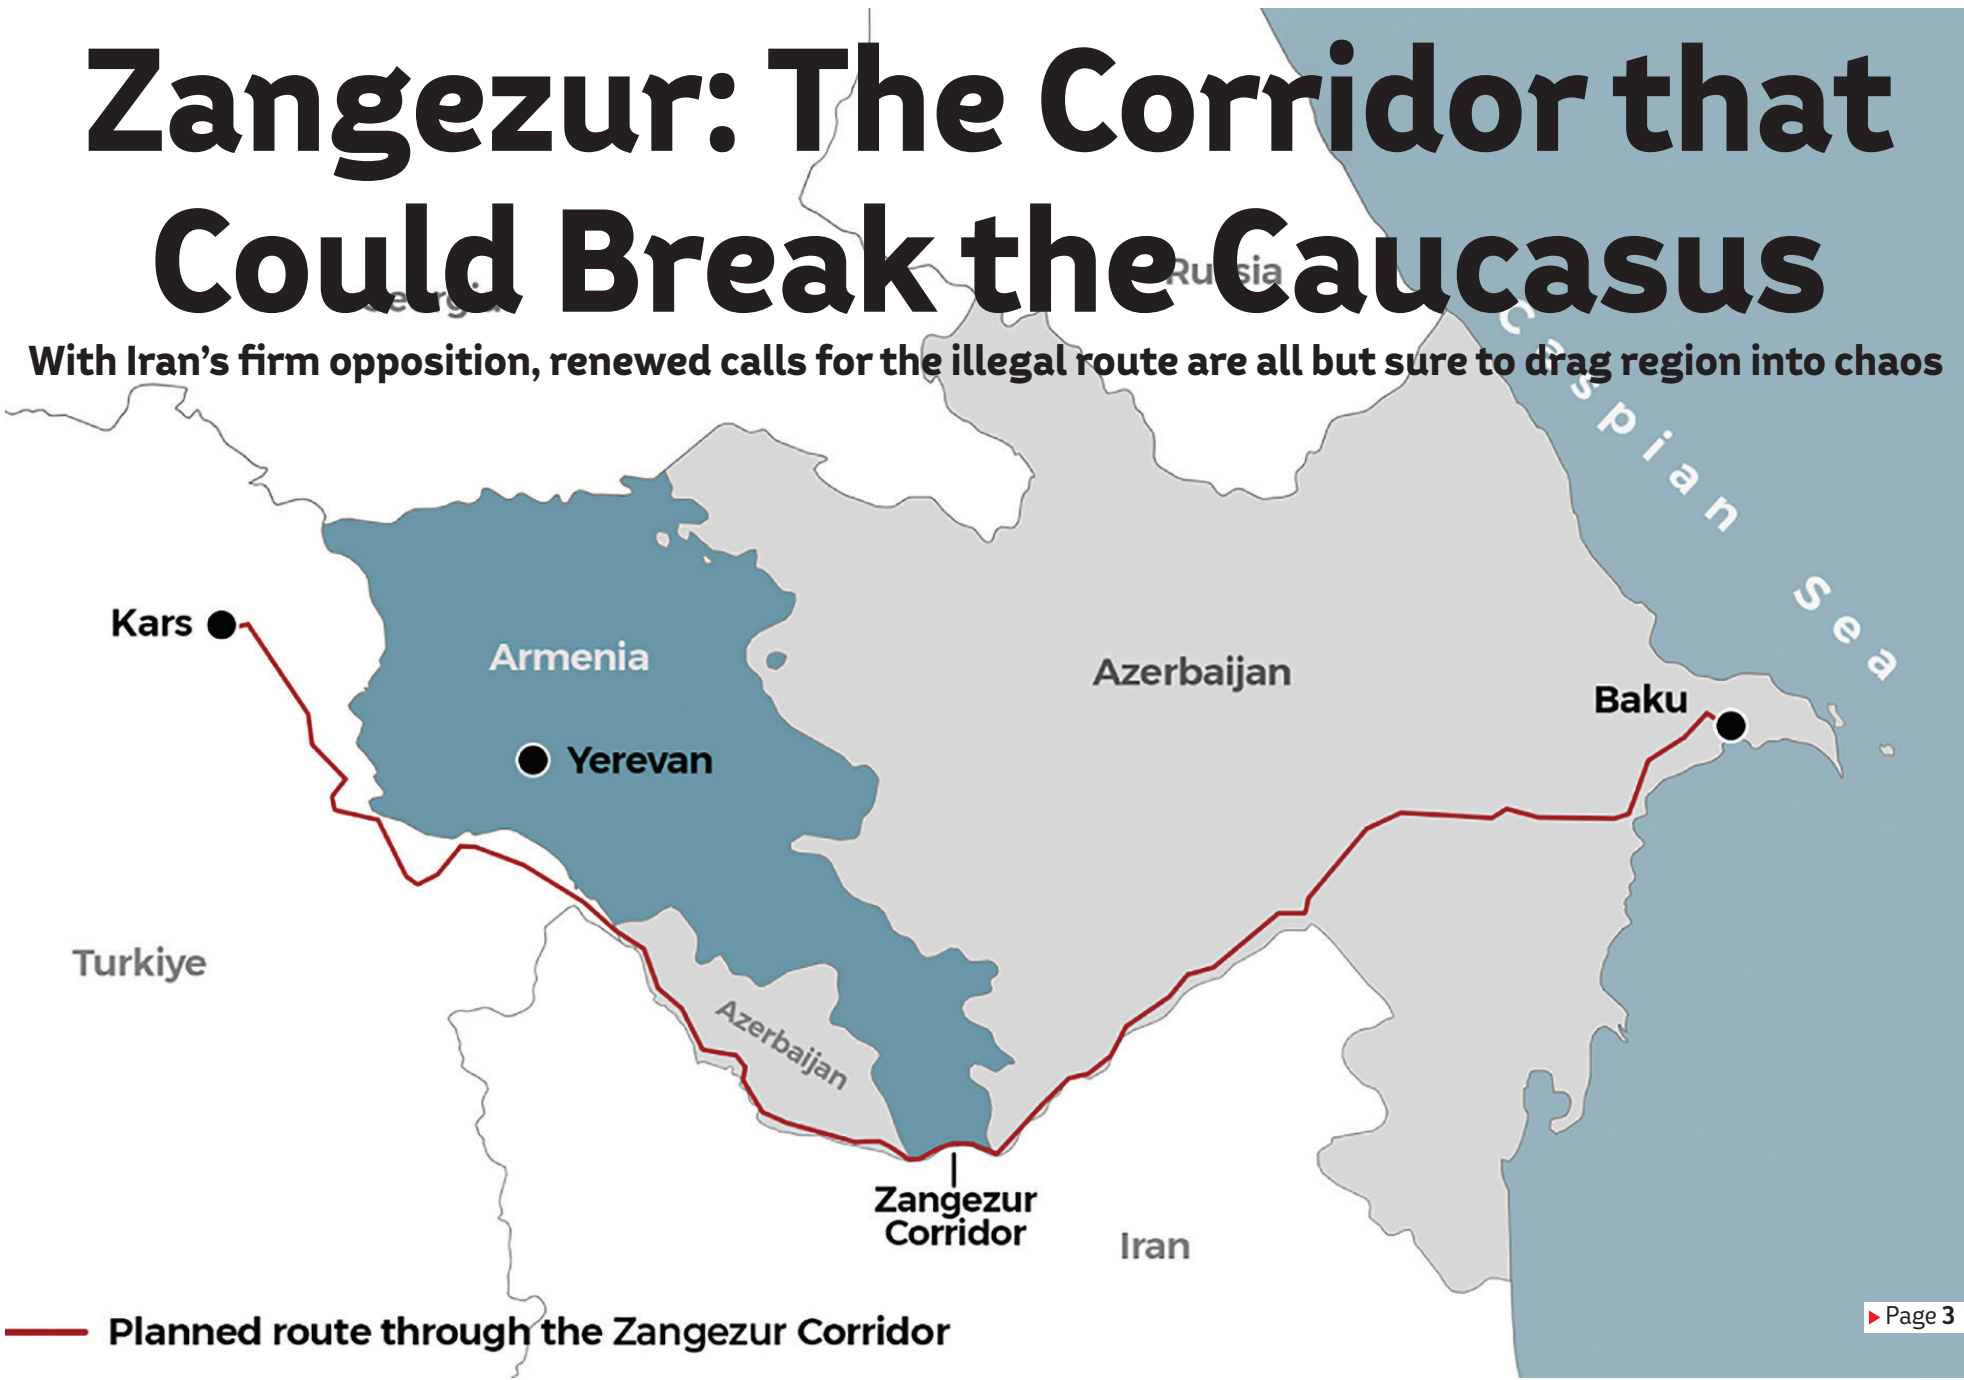 Zangezur: The Corridor that
Could Break the Caucasus
With Iran’s firm opposition, renewed calls for the illegal route are all but sure to drag region into chaos
Georgia
Russia
Caspian Sea
Kars
Armenia
Yerevan
Azerbaijan
Baku
Turkiye
Azerbaijan
Zangezur
Corridor
Iran
Planned route through the Zangezur Corridor
Page 3